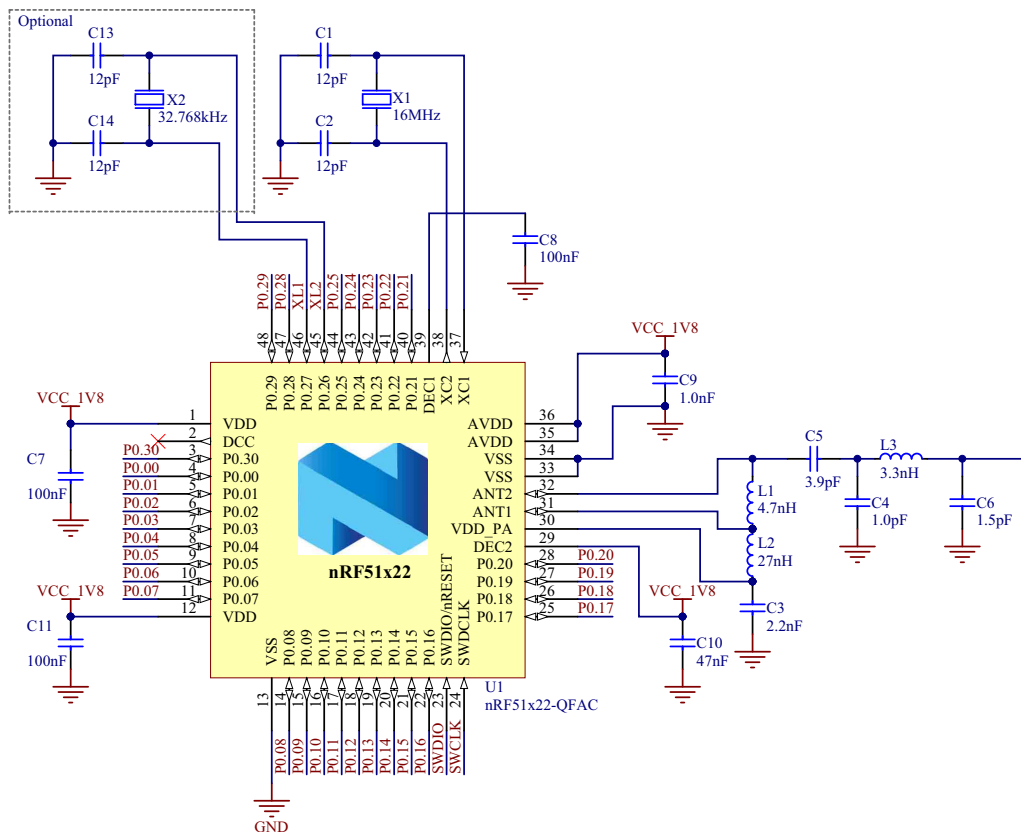 Optional
C13
12pF
X2
32.768kHz
C14
12pF
C1
12pF
X1
16MHz
C2
12pF
C8
100nF
P0.29
P0.28
XL1
XL2
P0.25
P0.24
P0.23
P0.22
P0.21
48
47
46
45
44
43
42
41
40
39
38
37
P0.29
P0.28
P0.27
P0.26
P0.25
P0.24
P0.23
P0.22
P0.21
DEC1
XC2
XC1
VCC_1V8
C7
100nF
VCC_1V8
C11
100nF
1 VDD
2 DCC
P0.30 3 P0.30
P0.00 4 P0.00
P0.01 5 P0.01
P0.02 6 P0.02
P0.03 7 P0.03
P0.04 8 P0.04
P0.05 9 P0.05
P0.06 10 P0.06
P0.07 11 P0.07
12 VDD
nRF51x22
AVDD 36
AVDD 35
VSS 34
VSS 33
ANT2 32
ANT1 31
VDD_PA 30
DEC2 29
P0.20 28 P0.20
P0.19 27 P0.19
P0.18 26 P0.18
P0.17 25 P0.17
VCC_1V8
C9
1.0nF
C5
3.9pF
L3
3.3nH
L1
4.7nH
C4
1.0pF
C6
1.5pF
L2
27nH
C3
2.2nF
VCC_1V8
C10
47nF
VSS
P0.08
P0.09
P0.10
P0.11
P0.12
P0.13
P0.14
P0.15
P0.16
SWDIO/nRESET
SWDCLK
U1
nRF51x22-QFAC
13
14
15
16
17
18
19
20
21
22
23
24
P0.08
P0.09
P0.10
P0.11
P0.12
P0.13
P0.14
P0.15
P0.16
SWDIO
SWCLK
GND